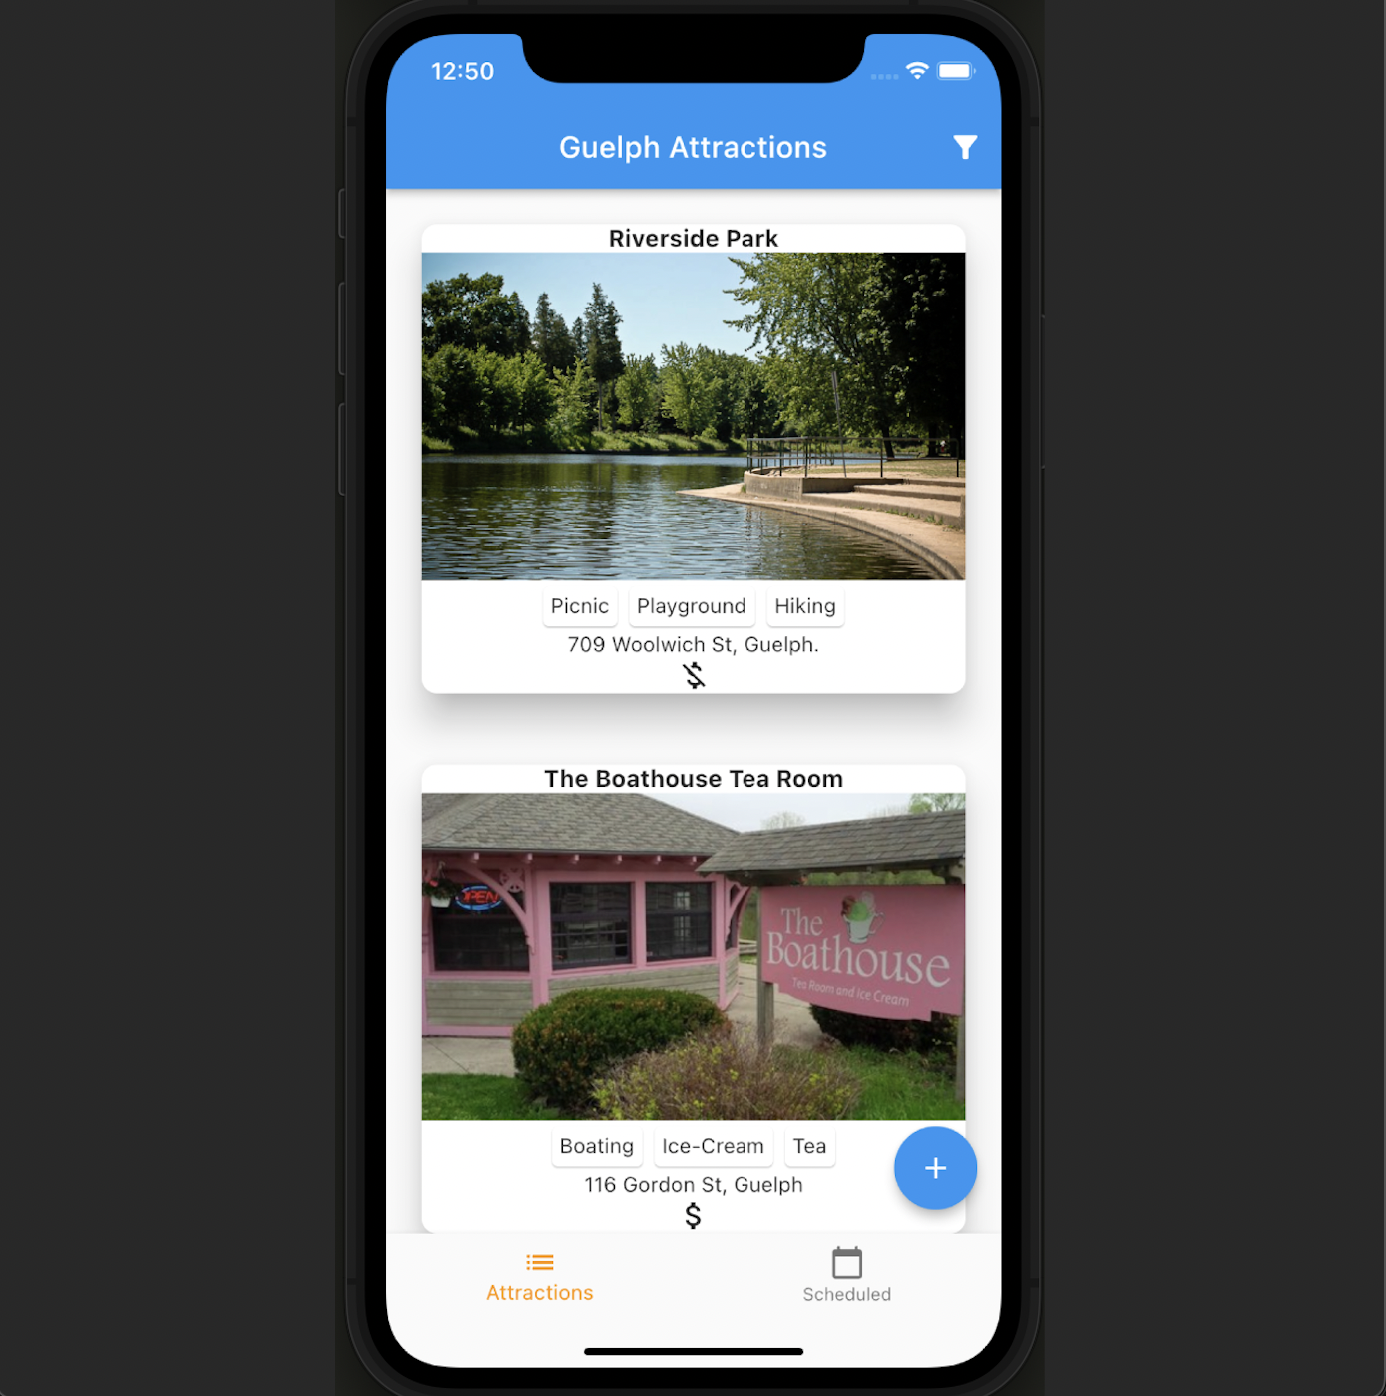 12:50
Guelph Attractions
Riverside Park
Picnic Playground Hiking
709 Woolwich St, Guelph.
The Boathouse Tea Room
OPEN
The
Boathouse
Tea Room and Ice Cream
Boating Ice-Cream Tea
116 Gordon St, Guelph
$
+
Attractions Scheduled